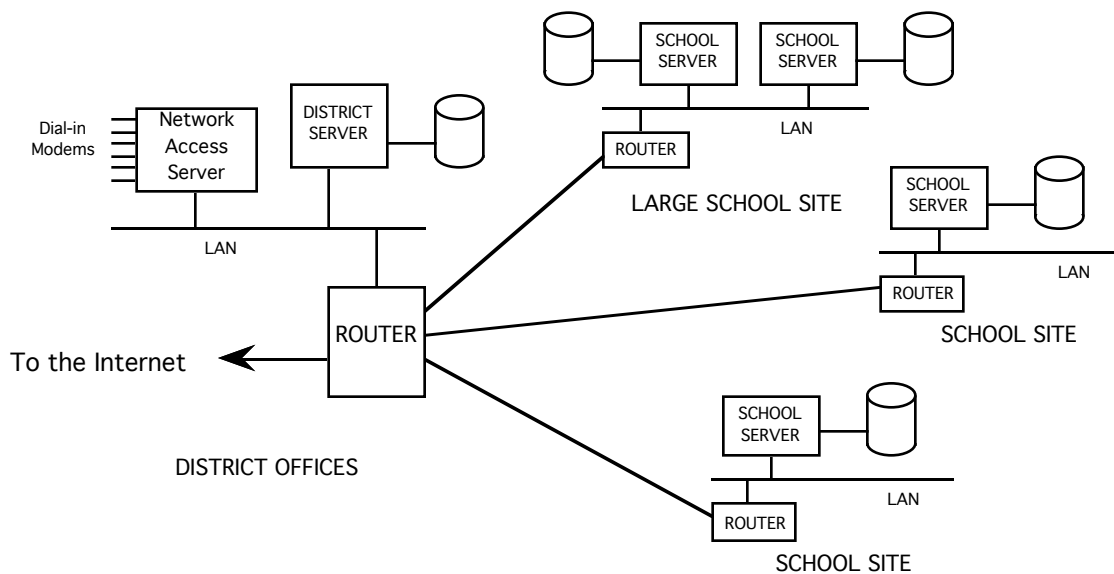 SCHOOL
SERVER
SCHOOL
SERVER
LAN
ROUTER
LARGE SCHOOL SITE
Dial-in
Modems
Network
Access
Server
DISTRICT
SERVER
LAN
SCHOOL
SERVER
LAN
ROUTER
SCHOOL SITE
ROUTER
To the Internet
DISTRICT OFFICES
SCHOOL
SERVER
LAN
ROUTER
SCHOOL SITE